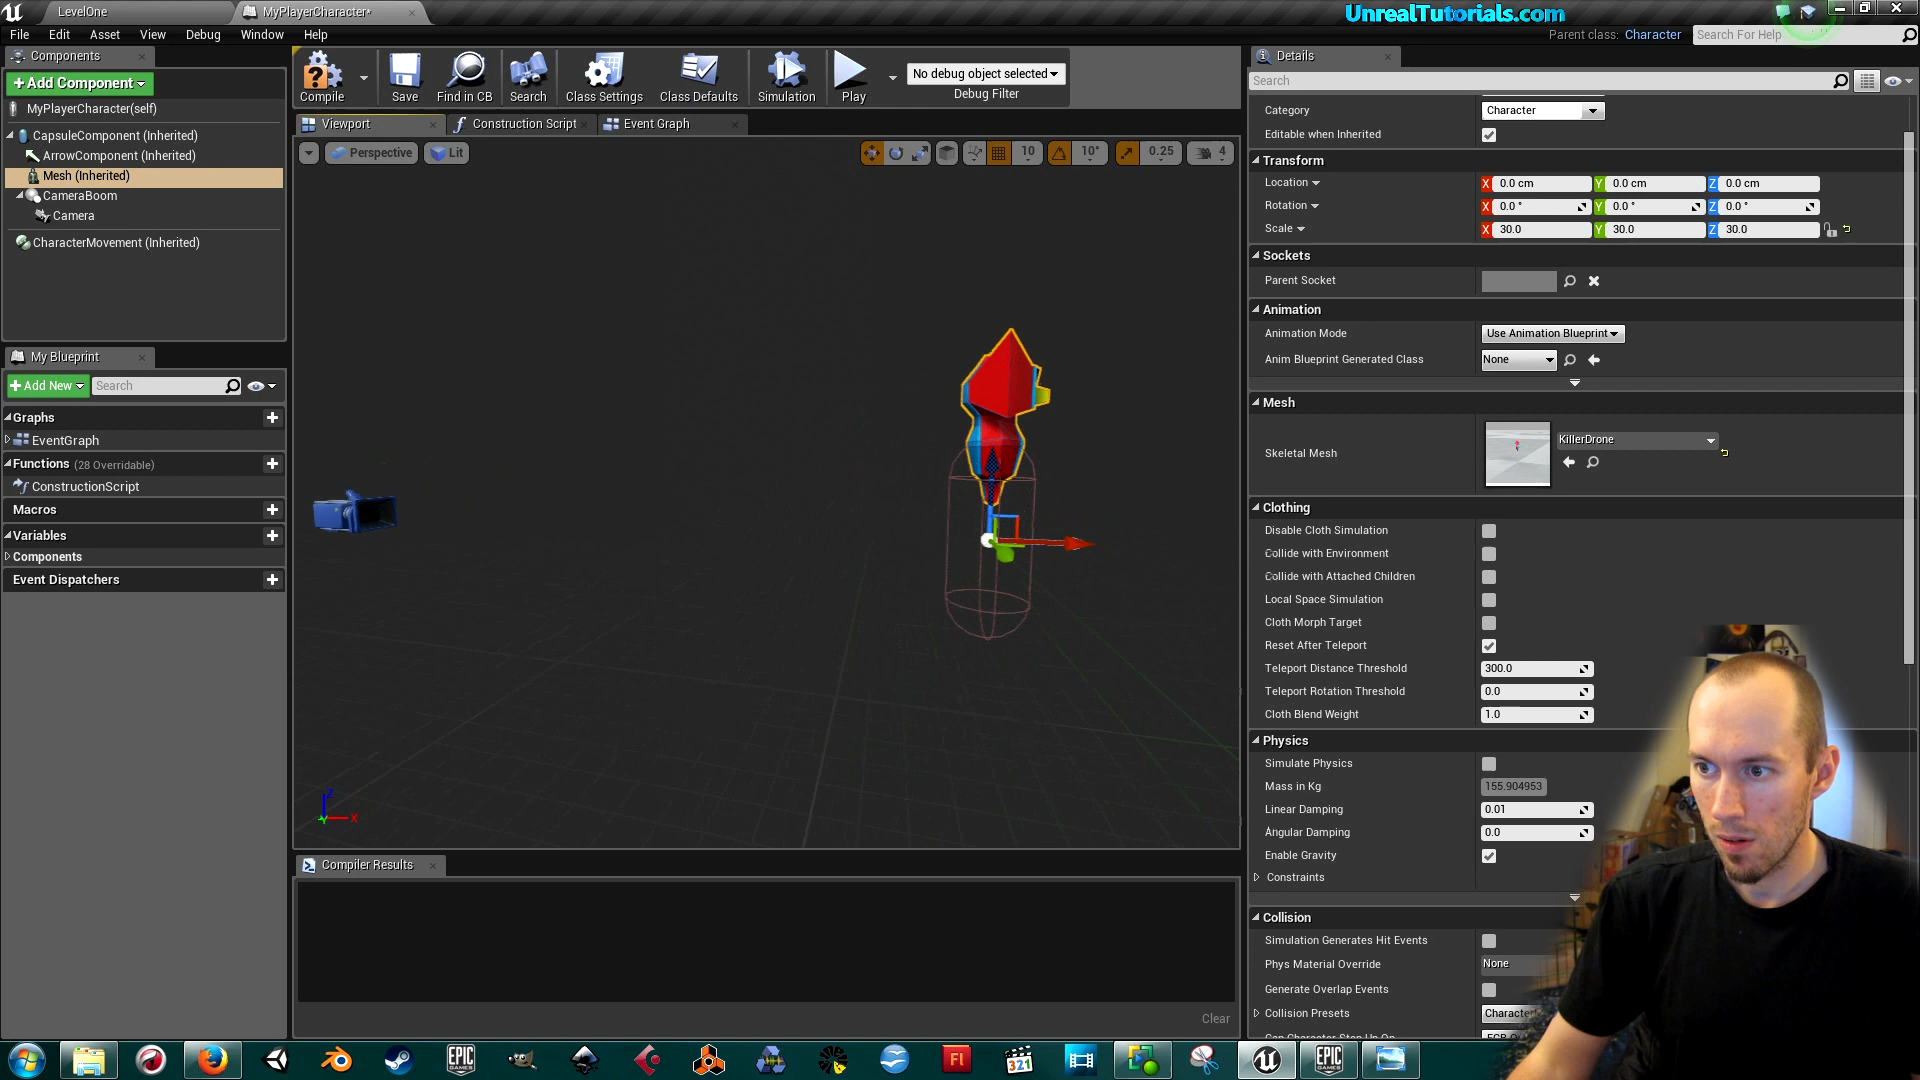 LevelOne
MyPlayerCharacter*
UnrealTutorials.com
File Edit Asset View Debug Window Help
Parent class: Character
Search For Help
Components
+Add Component
MyPlayerCharacter(self)
CapsuleComponent (Inherited)
ArrowComponent (Inherited)
Mesh (Inherited)
CameraBoom
Camera
CharacterMovement (Inherited)
My Blueprint
+Add New
Search
Graphs
EventGraph
Functions (28 Overridable)
ConstructionScript
Macros
Variables
Components
Event Dispatchers
Compile
Save
Find in CB
Search
Class Settings
Class Defaults
Simulation
Play
No debug object selected
Debug Filter
Viewport
Construction Script
Event Graph
Perspective
Lit
10
10°
0.25
4
Z
X
Y
Compiler Results
Clear
Details
Search
Category Character
Editable when Inherited
Transform
Location X 0.0 cm Y 0.0 cm Z 0.0 cm
Rotation X 0.0 ° Y 0.0 ° Z 0.0 °
Scale X 30.0 Y 30.0 Z 30.0
Sockets
Parent Socket
Animation
Animation Mode Use Animation Blueprint
Anim Blueprint Generated Class None
Mesh
Skeletal Mesh KillerDrone
Clothing
Disable Cloth Simulation
Collide with Environment
Collide with Attached Children
Local Space Simulation
Cloth Morph Target
Reset After Teleport
Teleport Distance Threshold 300.0
Teleport Rotation Threshold 0.0
Cloth Blend Weight 1.0
Physics
Simulate Physics
Mass in Kg 155.904953
Linear Damping 0.01
Angular Damping 0.0
Enable Gravity
Constraints
Collision
Simulation Generates Hit Events
Phys Material Override None
Generate Overlap Events
Collision Presets Character
EPIC GAMES
Fl
321
EPIC GAMES